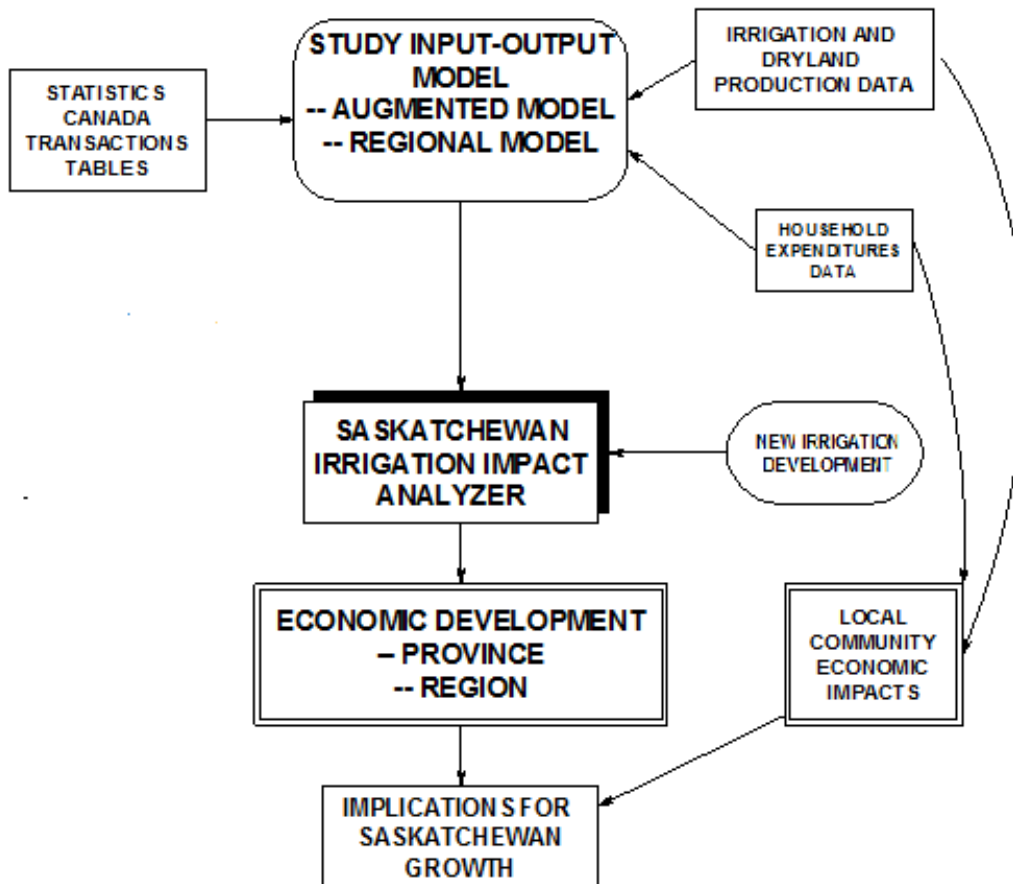 STUDY INPUT-OUTPUT
MODEL
-- AUGMENTED MODEL
-- REGIONAL MODEL
IRRIGATION AND
DRYLAND
PRODUCTION DATA
STATISTICS
CANADA
TRANSACTIONS
TABLES
HOUSEHOLD
EXPENDITURES
DATA
SASKATCHEWAN
IRRIGATION IMPACT
ANALYZER
NEW IRRIGATION
DEVELOPMENT
ECONOMIC DEVELOPMENT
– PROVINCE
-- REGION
LOCAL
COMMUNITY
ECONOMIC
IMPACTS
IMPLICATIONS FOR
SASKATCHEWAN
GROWTH